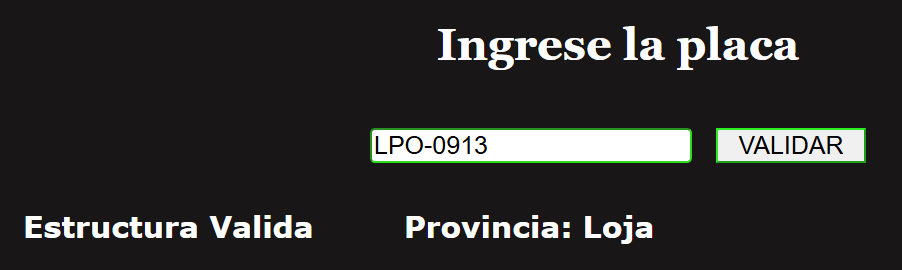 Ingrese la placa
LPO-0913 VALIDAR
Estructura Valida Provincia: Loja